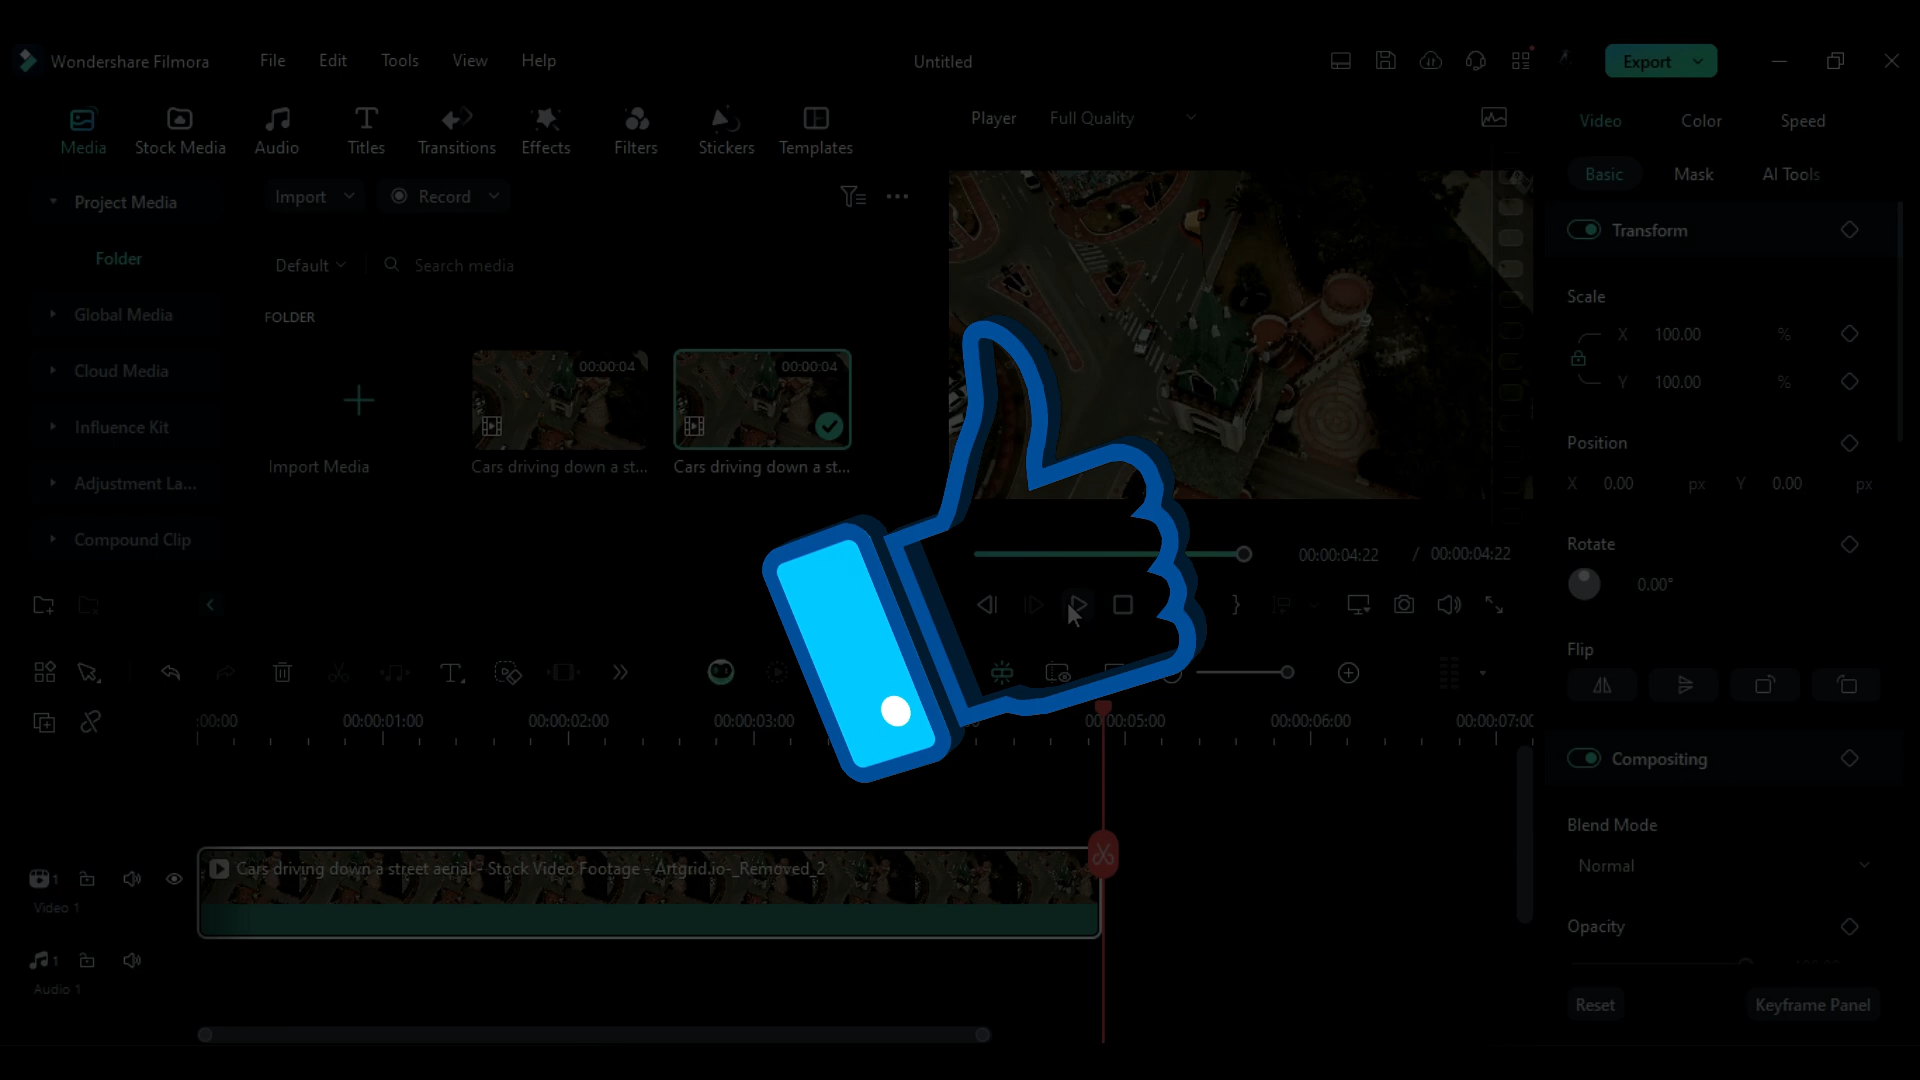 Wondershare Filmora File Edit Tools View Help Untitled Export
Media Stock Media Audio Titles Transitions Effects Filters Stickers Templates
Player Full Quality
Video Color Speed
Basic Mask AI Tools
Project Media
Folder
Global Media
Cloud Media
Influence Kit
Adjustment La...
Compound Clip
Import Record
Default Search media
FOLDER
00:00:04 00:00:04
Import Media Cars driving down a st... Cars driving down a st...
00:00:04:22 / 00:00:04:22
Transform
Scale
X 100.00 %
Y 100.00 %
Position
X 0.00 px Y 0.00 px
Rotate
0.00°
Flip
Compositing
Blend Mode
Normal
Opacity
Reset Keyframe Panel
:00:00 00:00:01:00 00:00:02:00 00:00:03:00 00:00:05:00 00:00:06:00 00:00:07:00
1
Video 1
Cars driving down a street aerial - Stock Video Footage - Artgrid.io-_Removed_2
1
Audio 1